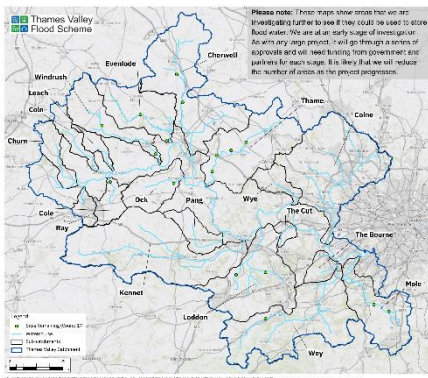 Thames Valley
Flood Scheme
Please note: These maps show areas that we are
investigating further to see if they could be used to store
flood water. We are at an early stage of investigation.
As with any large project, it will go through a series of
approvals and will need funding from government and
partners for each stage. It is likely that we will reduce
the number of areas as the project progresses.
Cherwell
Evenlode
Windrush
Leach
Coln
Churn
Thame
Colne
Cole
Ray
Ock
Pang
Wye
The Cut
The Bourne
Kennet
Loddon
Mole
Wey
Legend
Sub-catchments
Thames Valley Catchment